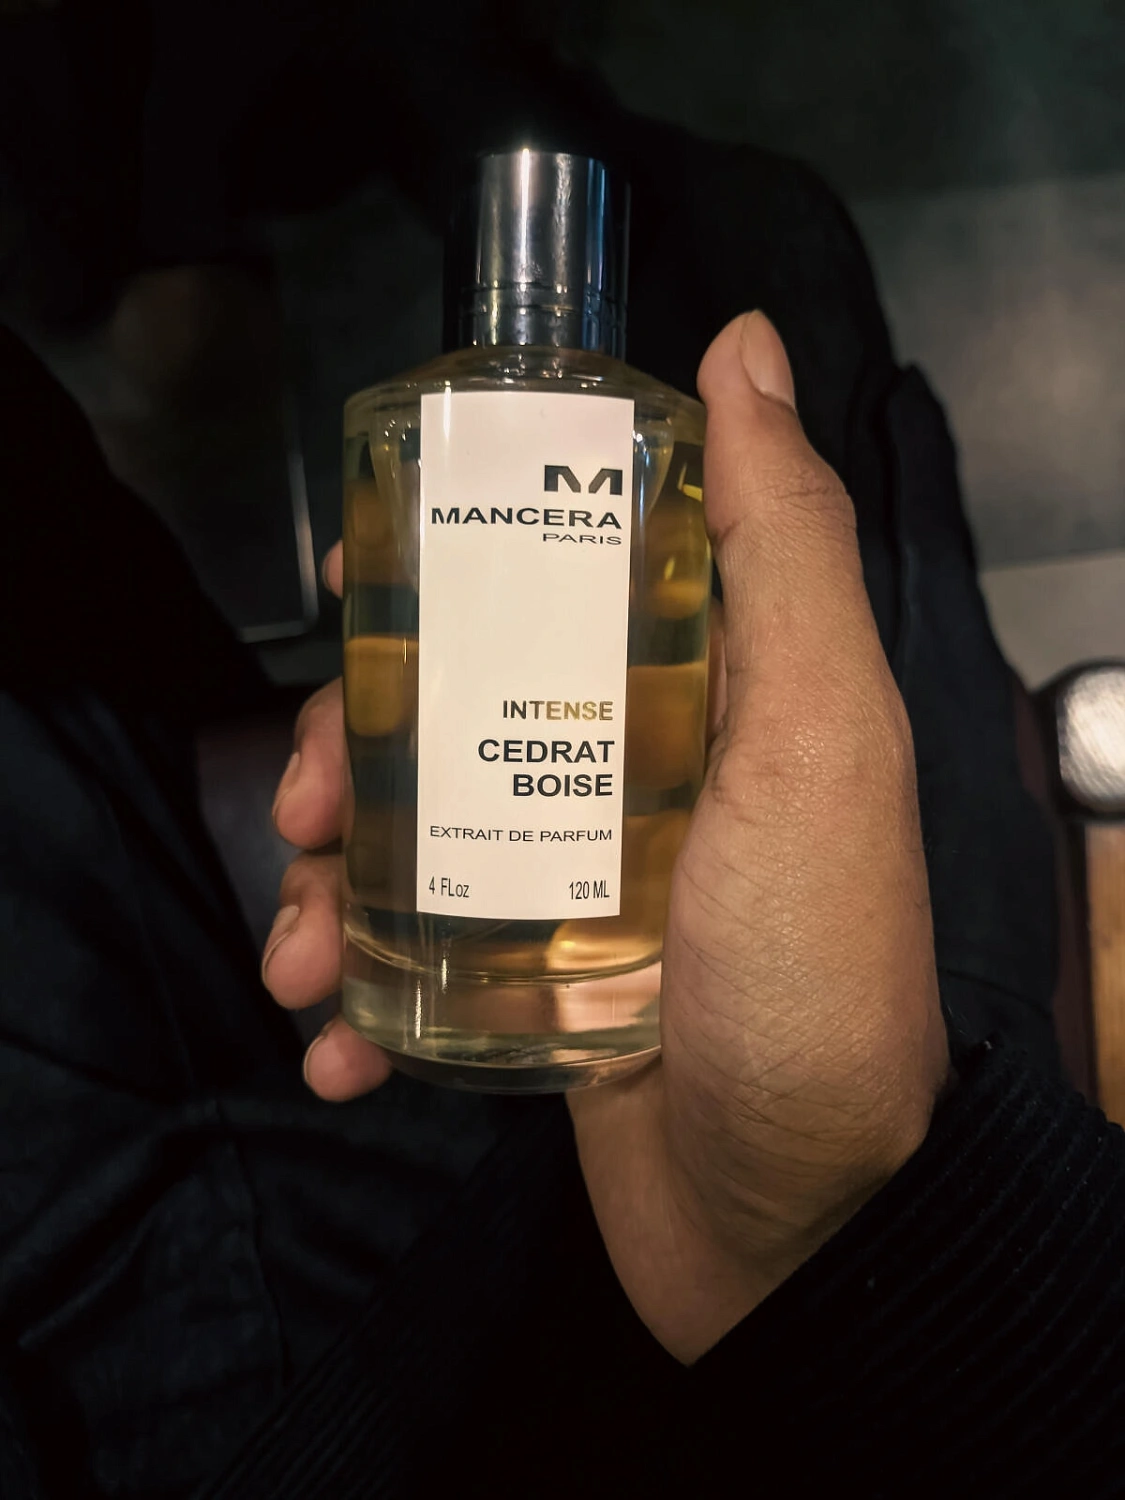 M
MANCERA
PARIS
INTENSE
CEDRAT
BOISE
EXTRAIT DE PARFUM
4 FLoz 120 ML